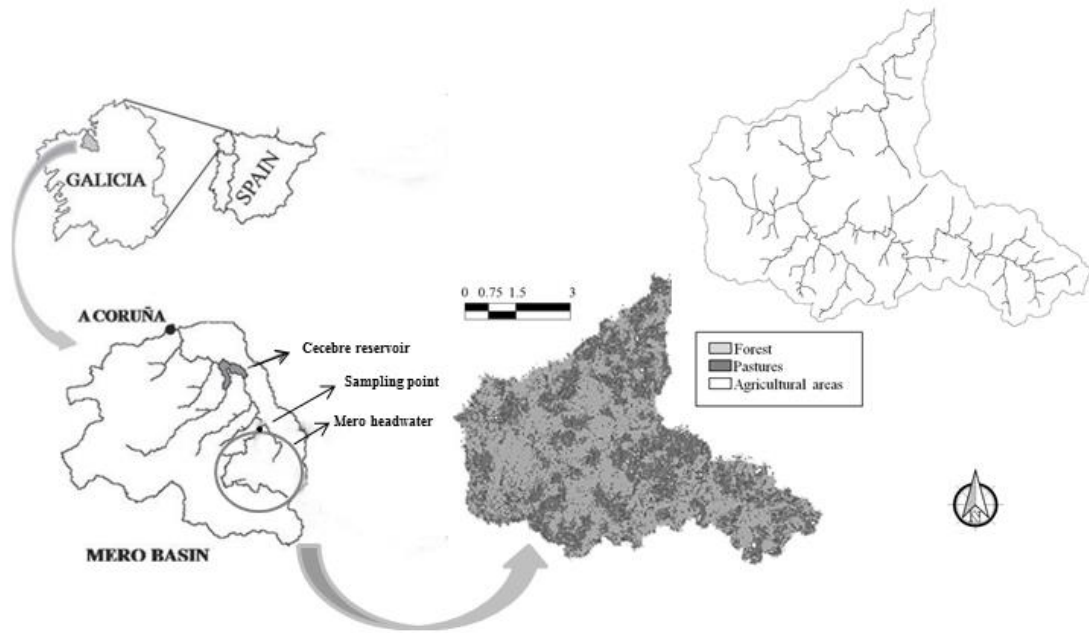 GALICIA
SPAIN
A CORUÑA
Cecebre reservoir
Sampling point
Mero headwater
MERO BASIN
0 0.75 1.5 3
Forest
Pastures
Agricultural areas
N